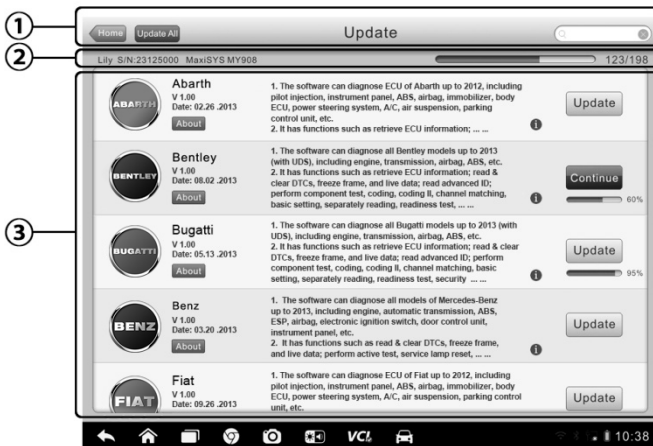 ① Home Update All Update
② Lily S/N:23125000 MaxiSYS MY908 123/198
③
ABARTH
Abarth
V 1.00
Date: 02.26 .2013
About
1. The software can diagnose ECU of Abarth up to 2012, including
pilot injection, instrument panel, ABS, airbag, immobilizer, body
ECU, power steering system, A/C, air suspension, parking
control unit, etc.
2. It has functions such as retrieve ECU information; ... ...
i
Update
BENTLEY
Bentley
V 1.00
Date: 08.02 .2013
About
1. The software can diagnose all Bentley models up to 2013
(with UDS), including engine, transmission, airbag, ABS, etc.
2. It has functions such as retrieve ECU information; read &
clear DTCs, freeze frame, and live data; read advanced ID;
perform component test, coding, coding II, channel matching,
basic setting, separately reading, readiness test, ... ...
i
Continue
60%
BUGATTI
Bugatti
V 1.00
Date: 05.13 .2013
About
1. The software can diagnose all Bugatti models up to 2013 (with
UDS), including engine, transmission, airbag, ABS, etc.
2. It has functions such as retrieve ECU information; read & clear
DTCs, freeze frame, and live data; read advanced ID; perform
component test, coding, coding II, channel matching, basic
setting, separately reading, readiness test, security ... ...
i
Update
95%
BENZ
Benz
V 1.00
Date: 03.20 .2013
About
1. The software can diagnose all models of Mercedes-Benz
up to 2013, including engine, automatic transmission, ABS,
ESP, airbag, electronic ignition switch, door control unit,
instrument panel, etc.
2. It has functions such as read & clear DTCs, freeze frame,
and live data; perform active test, service lamp reset, ... ...
i
Update
FIAT
Fiat
V 1.00
Date: 09.26 .2013
1. The software can diagnose ECU of Fiat up to 2012, including
pilot injection, instrument panel, ABS, airbag, immobilizer, body
ECU, power steering system, A/C, air suspension, parking control
unit, etc.
Update
VCI 10:38